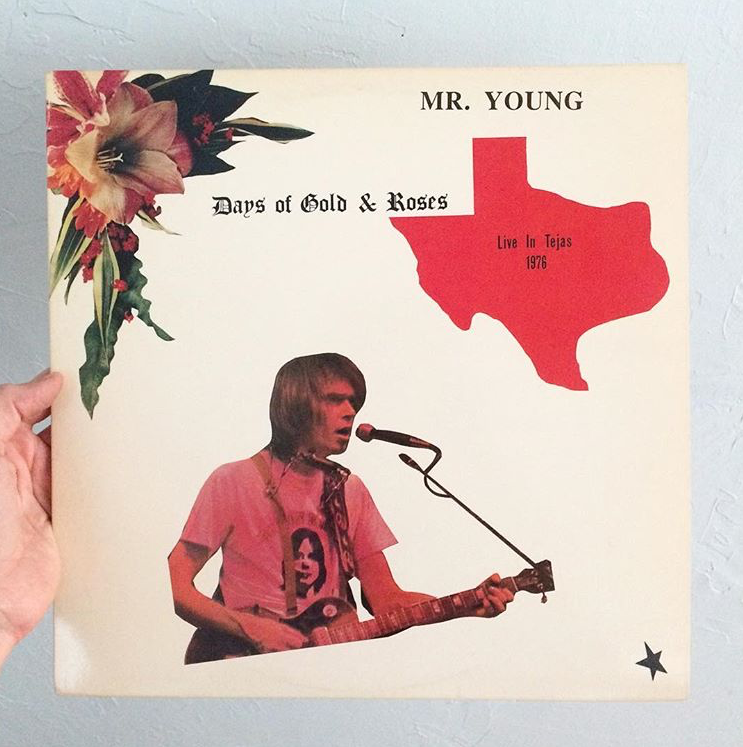 MR. YOUNG
Days of Gold & Roses
Live In Tejas
1976